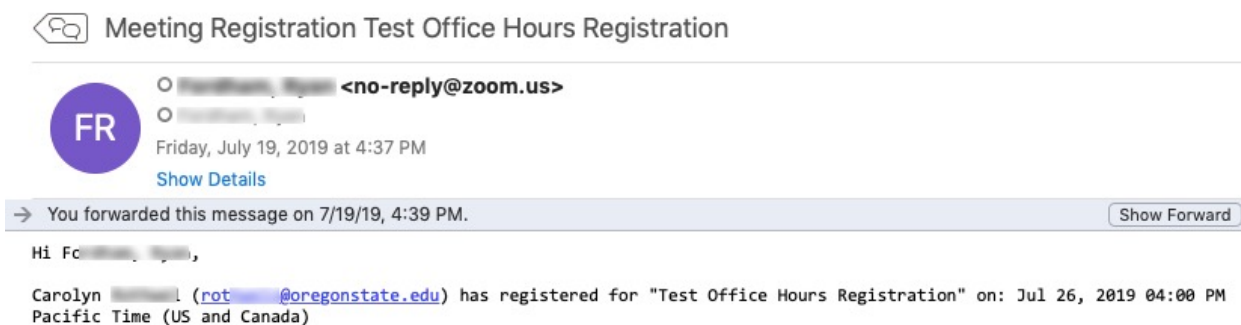 Meeting Registration Test Office Hours Registration
FR
<no-reply@zoom.us>
Friday, July 19, 2019 at 4:37 PM
Show Details
You forwarded this message on 7/19/19, 4:39 PM.
Show Forward
Hi
Carolyn (rot @oregonstate.edu) has registered for "Test Office Hours Registration" on: Jul 26, 2019 04:00 PM
Pacific Time (US and Canada)